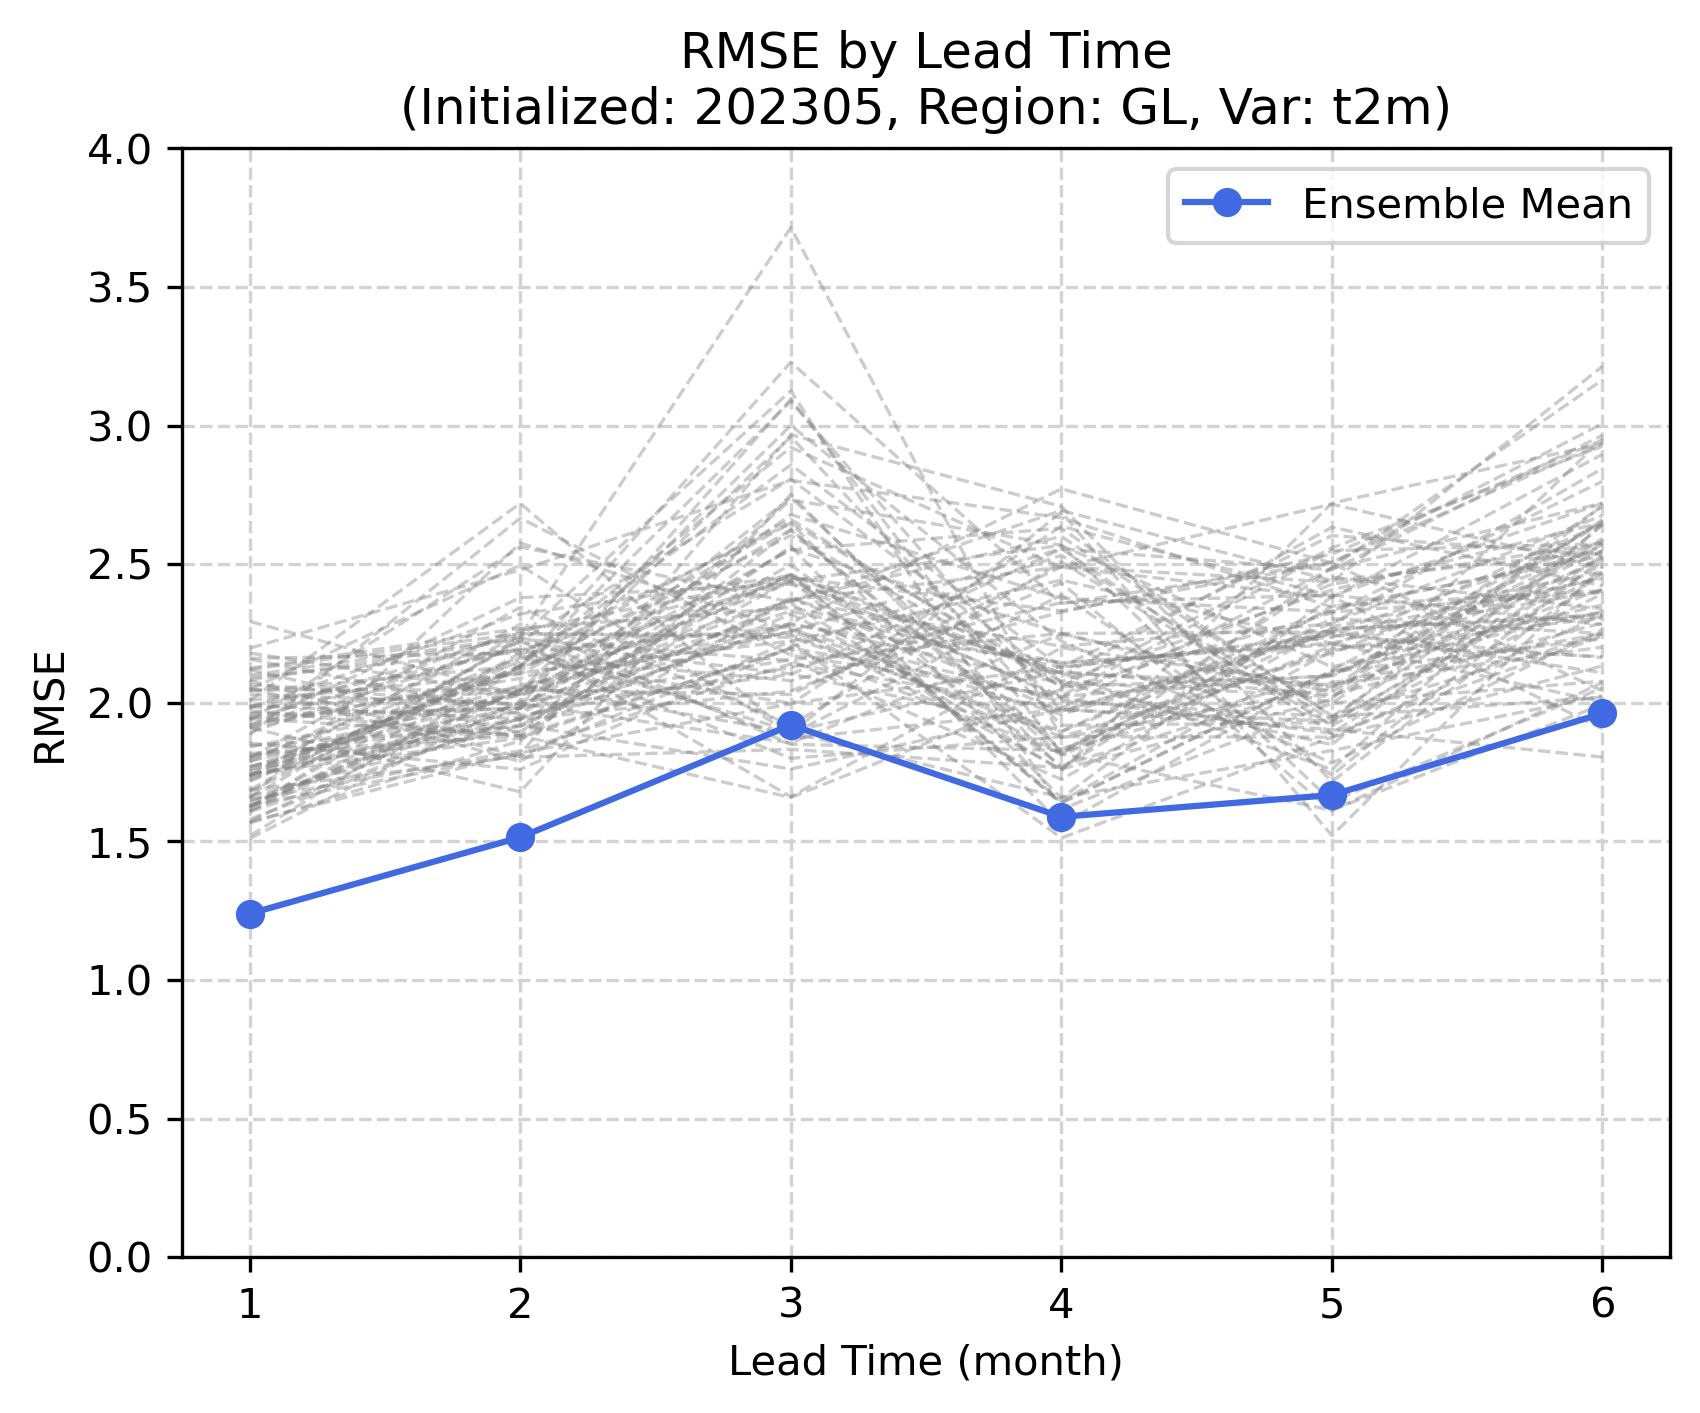 RMSE by Lead Time
(Initialized: 202305, Region: GL, Var: t2m)
Ensemble Mean
RMSE
4.0
3.5
3.0
2.5
2.0
1.5
1.0
0.5
0.0
1 2 3 4 5 6
Lead Time (month)